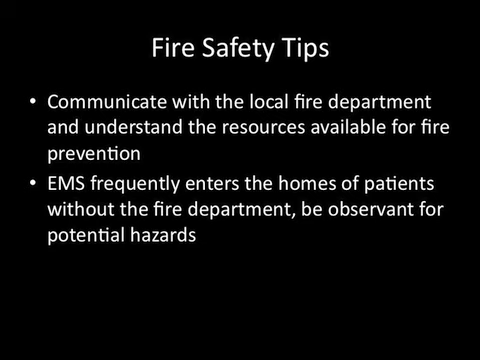 Fire Safety Tips
• Communicate with the local fire department
and understand the resources available for fire
prevention
• EMS frequently enters the homes of patients
without the fire department, be observant for
potential hazards